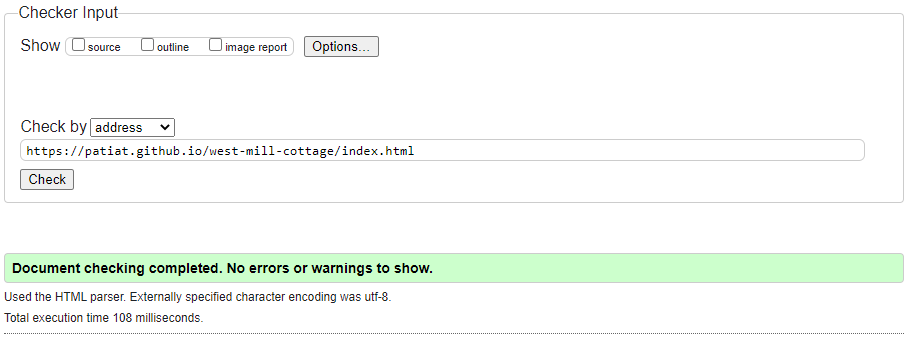 Checker Input
Show source outline image report Options...
Check by address
https://patiat.github.io/west-mill-cottage/index.html
Check
Document checking completed. No errors or warnings to show.
Used the HTML parser. Externally specified character encoding was utf-8.
Total execution time 108 milliseconds.